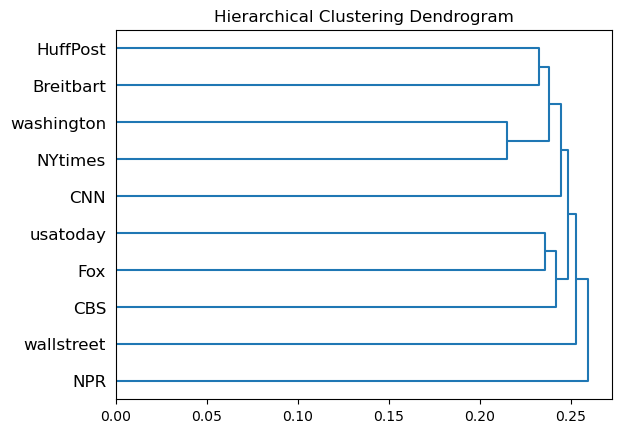 Hierarchical Clustering Dendrogram
HuffPost
Breitbart
washington
NYtimes
CNN
usatoday
Fox
CBS
wallstreet
NPR
0.00 0.05 0.10 0.15 0.20 0.25